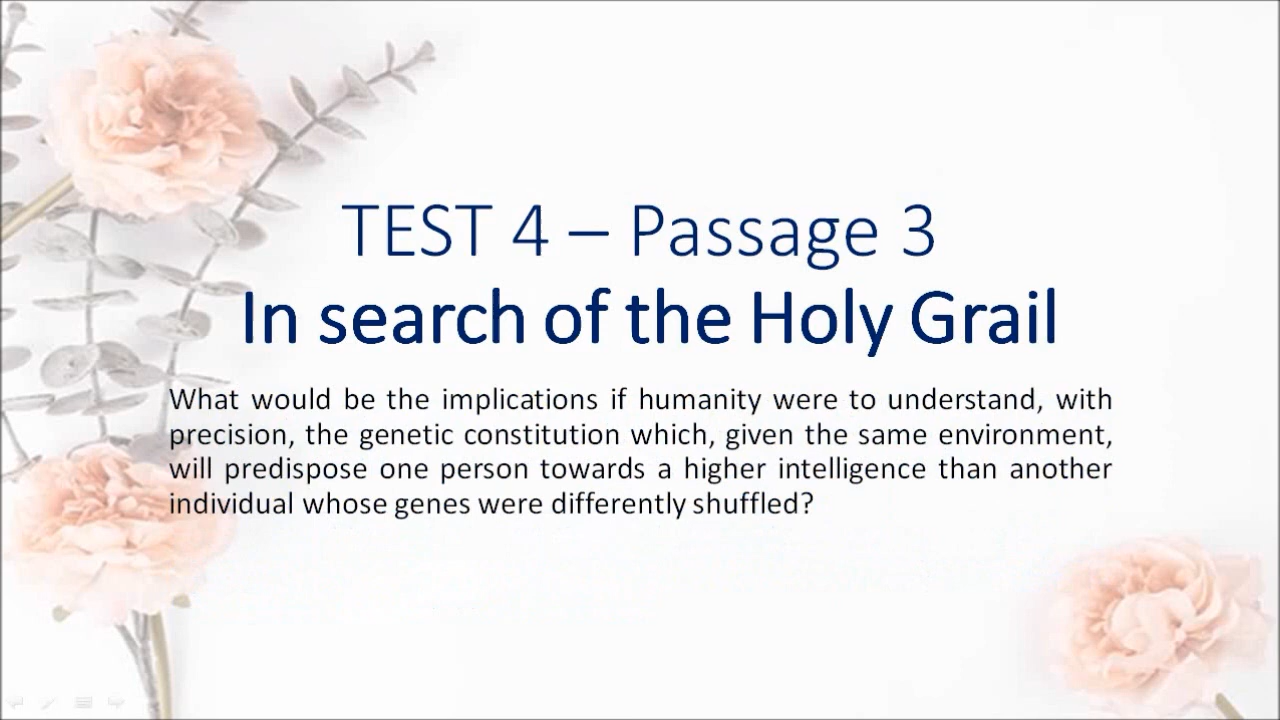 TEST 4 – Passage 3
In search of the Holy Grail
What would be the implications if humanity were to understand, with
precision, the genetic constitution which, given the same environment,
will predispose one person towards a higher intelligence than another
individual whose genes were differently shuffled?